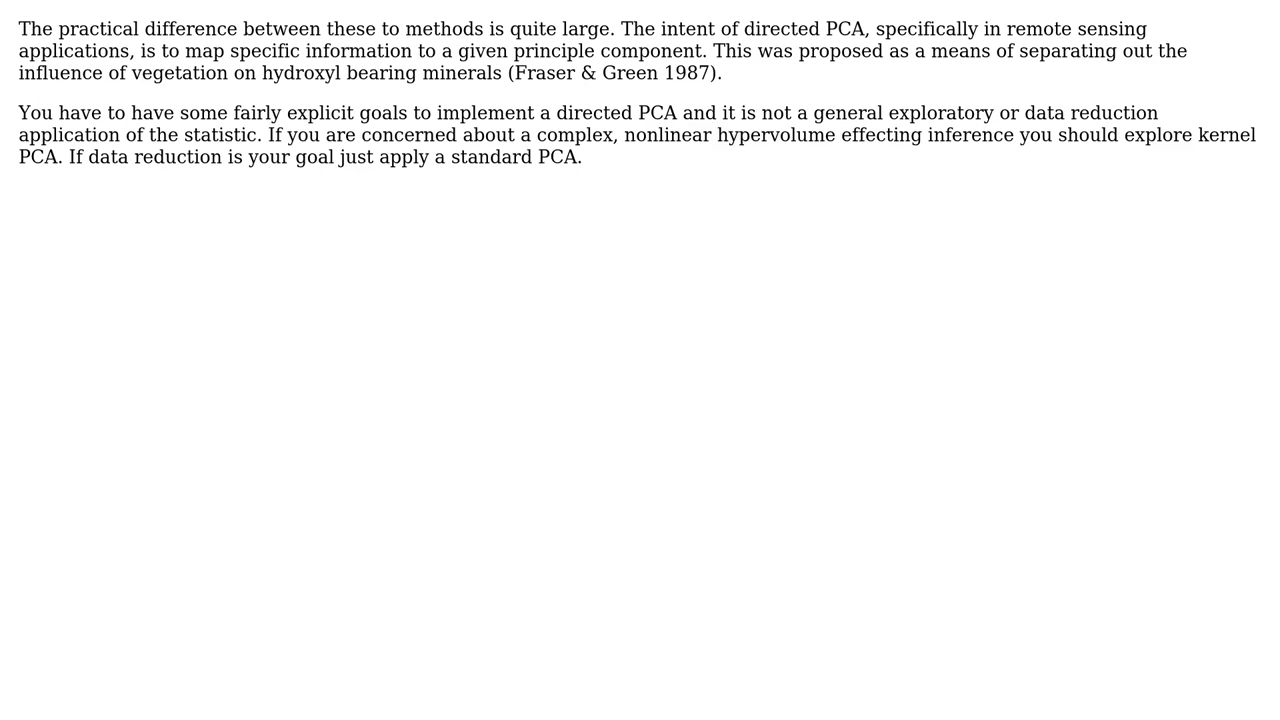 The practical difference between these to methods is quite large. The intent of directed PCA, specifically in remote sensing
applications, is to map specific information to a given principle component. This was proposed as a means of separating out the
influence of vegetation on hydroxyl bearing minerals (Fraser & Green 1987).
You have to have some fairly explicit goals to implement a directed PCA and it is not a general exploratory or data reduction
application of the statistic. If you are concerned about a complex, nonlinear hypervolume effecting inference you should explore kernel
PCA. If data reduction is your goal just apply a standard PCA.